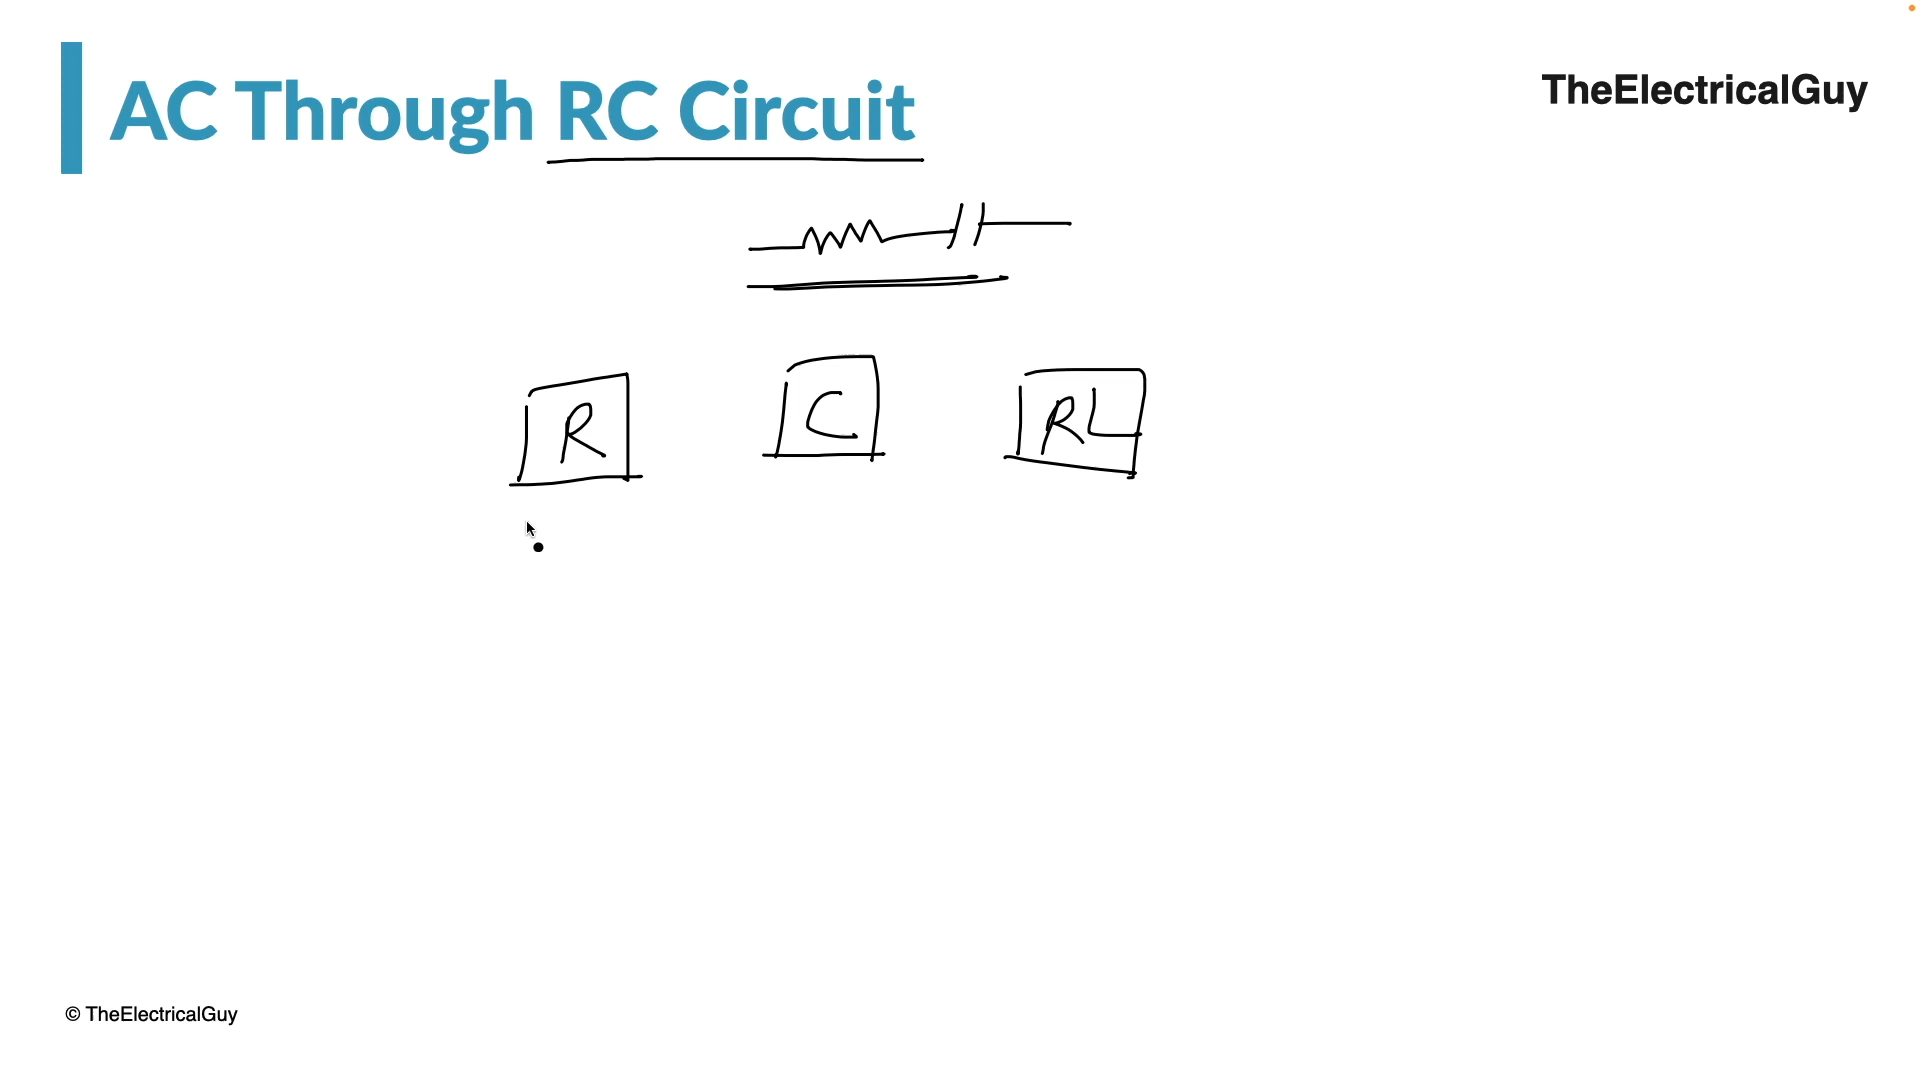 AC Through RC Circuit
TheElectricalGuy
R
C
RL
© TheElectricalGuy